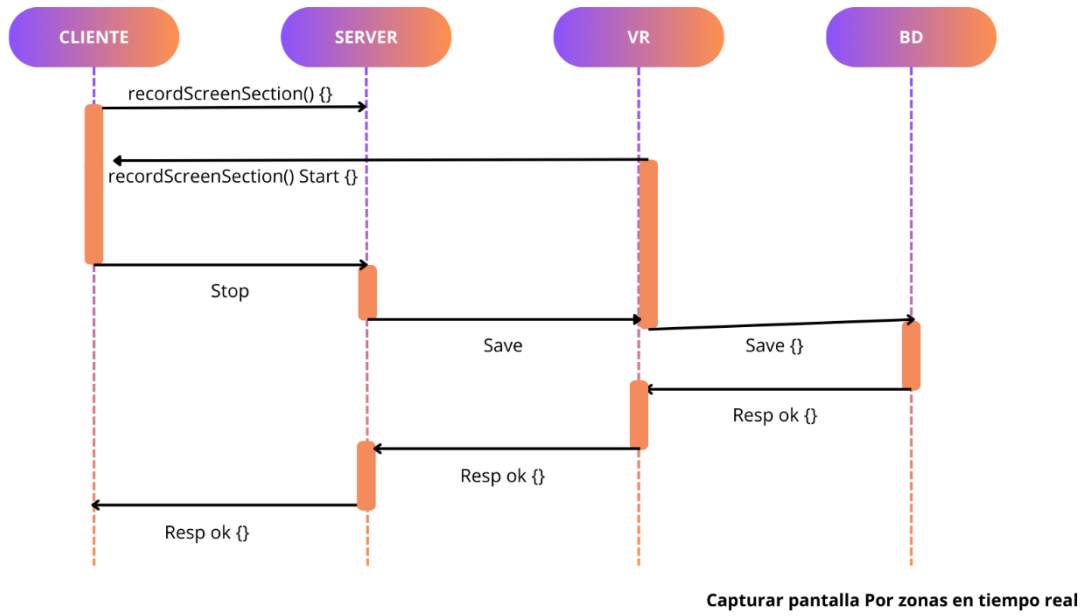 CLIENTE
SERVER
VR
BD
recordScreenSection() {}
recordScreenSection() Start {}
Stop
Save
Save {}
Resp ok {}
Resp ok {}
Resp ok {}
Capturar pantalla Por zonas en tiempo real